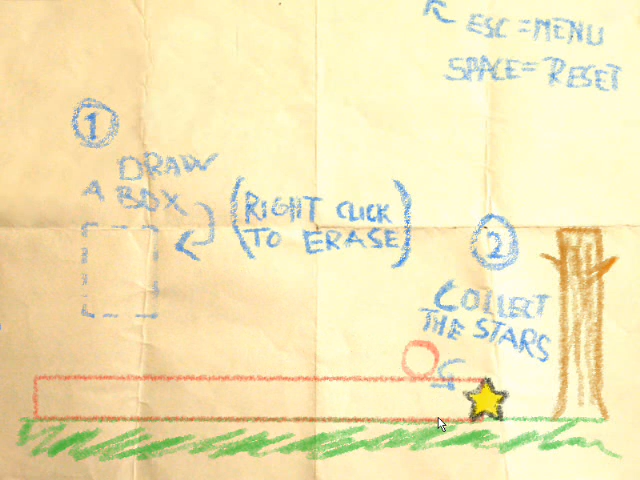 ESC = MENU
SPACE = RESET
1
DRAW
A BOX
(RIGHT CLICK
TO ERASE)
2
COLLECT
THE STARS